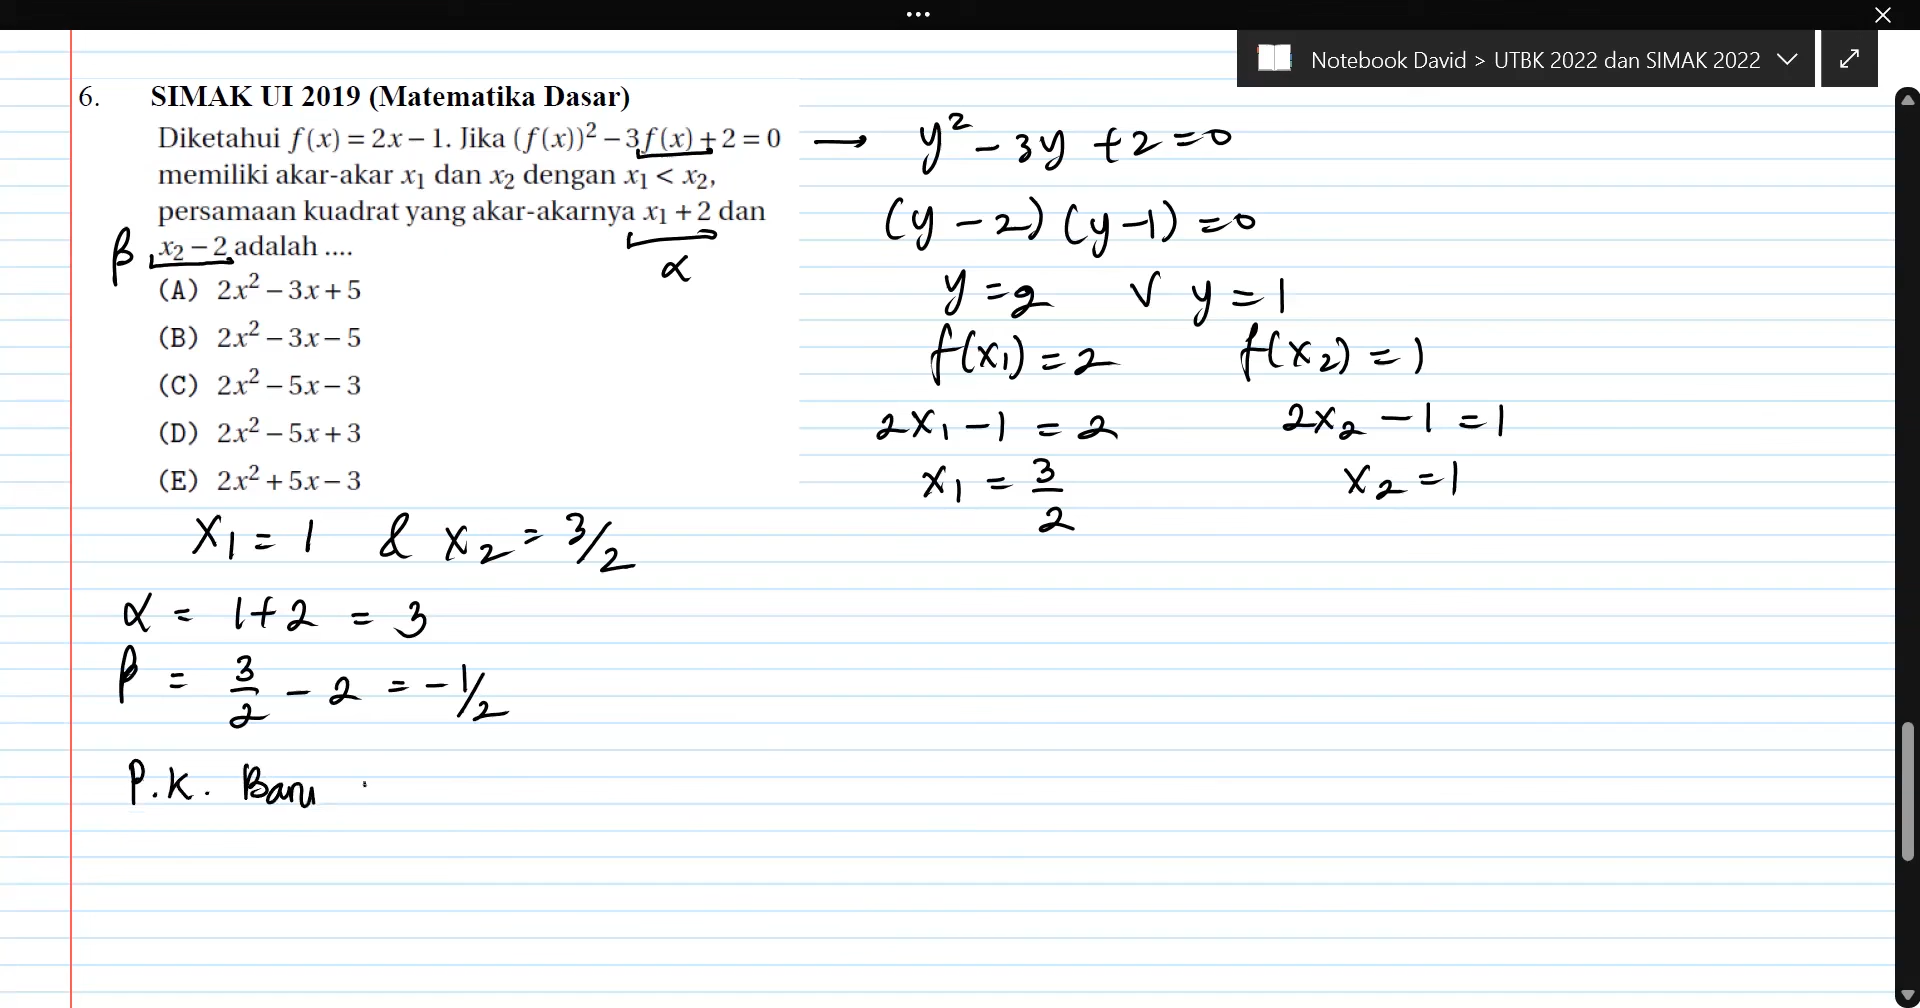 Notebook David > UTBK 2022 dan SIMAK 2022
6. SIMAK UI 2019 (Matematika Dasar)
Diketahui f(x) = 2x − 1. Jika (f(x))² − 3f(x) + 2 = 0
memiliki akar-akar x₁ dan x₂ dengan x₁ < x₂,
persamaan kuadrat yang akar-akarnya x₁ + 2 dan
β x₂ − 2 adalah ....
α
(A) 2x² − 3x + 5
(B) 2x² − 3x − 5
(C) 2x² − 5x − 3
(D) 2x² − 5x + 3
(E) 2x² + 5x − 3
x₁ = 1 & x₂ = 3/2
α = 1+2 = 3
β = 3/2 − 2 = −1/2
P.K. Baru
→ y² − 3y + 2 = 0
(y − 2) (y − 1) = 0
y = 2 ∨ y = 1
f(x₁) = 2 f(x₂) = 1
2x₁ − 1 = 2 2x₂ − 1 = 1
x₁ = 3/2 x₂ = 1